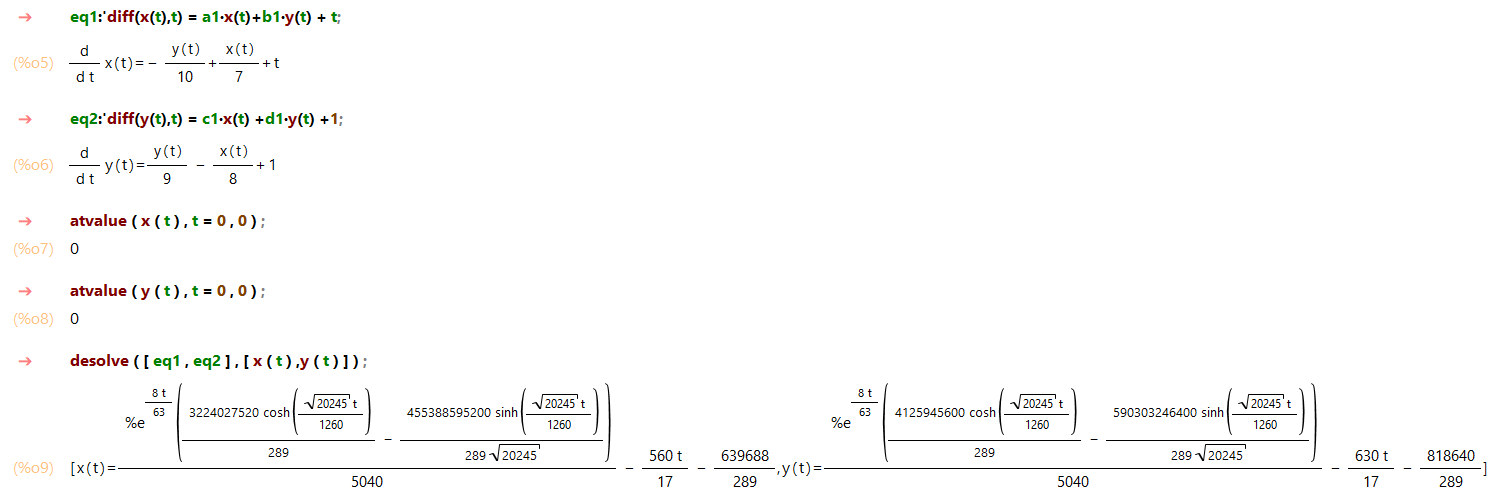 → eq1:'diff(x(t),t) = a1·x(t)+b1·y(t) + t;
(%o5) d/dt x(t)=− y(t)/10 + x(t)/7 +t
→ eq2:'diff(y(t),t) = c1·x(t) +d1·y(t) +1;
(%o6) d/dt y(t)= y(t)/9 − x(t)/8 +1
→ atvalue ( x ( t ) , t = 0 , 0 ) ;
(%o7) 0
→ atvalue ( y ( t ) , t = 0 , 0 ) ;
(%o8) 0
→ desolve ( [ eq1 , eq2 ] , [ x ( t ) ,y ( t ) ] ) ;
(%o9) [x(t)= %e^(8 t/63) (3224027520 cosh(√20245 t/1260)/289 − 455388595200 sinh(√20245 t/1260)/(289 √20245))/5040 − 560 t/17 − 639688/289 ,y(t)= %e^(8 t/63) (4125945600 cosh(√20245 t/1260)/289 − 590303246400 sinh(√20245 t/1260)/(289 √20245))/5040 − 630 t/17 − 818640/289 ]